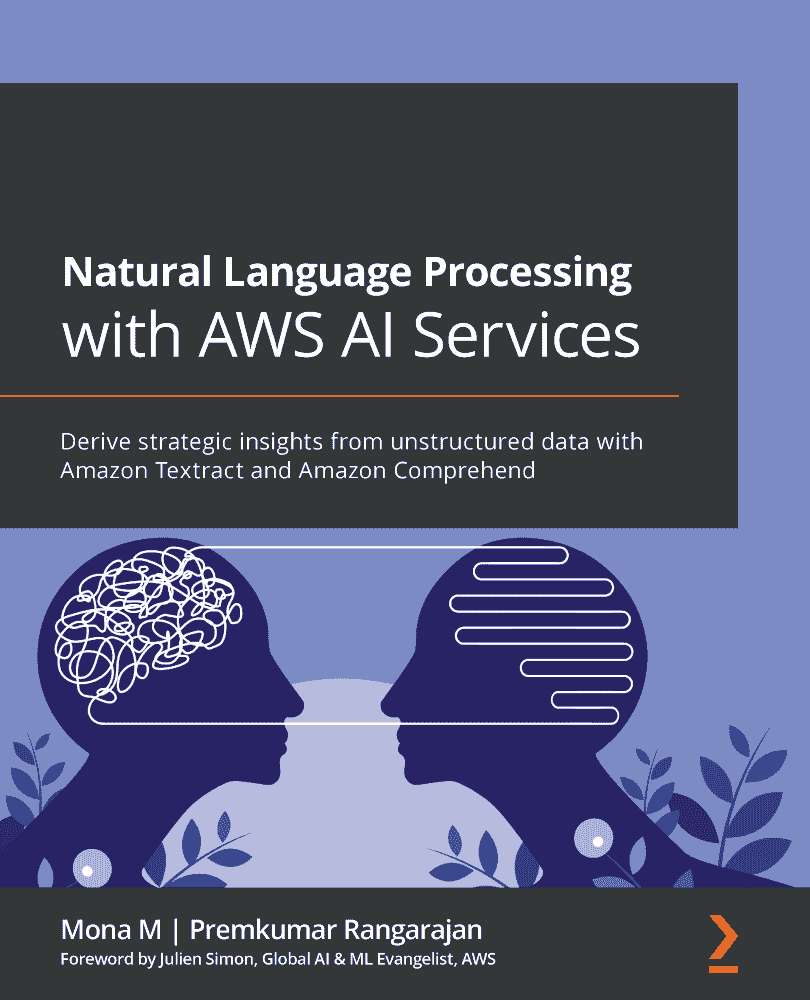 Natural Language Processing
with AWS AI Services
Derive strategic insights from unstructured data with
Amazon Textract and Amazon Comprehend
Mona M | Premkumar Rangarajan
Foreword by Julien Simon, Global AI & ML Evangelist, AWS